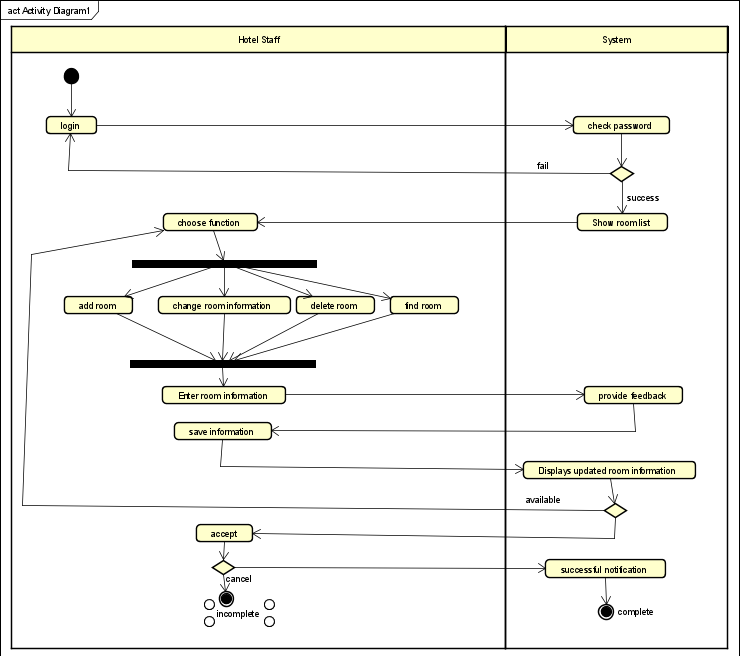 act Activity Diagram1
Hotel Staff
System
login
check password
fail
success
choose function
Show room list
add room
change room information
delete room
find room
Enter room information
provide feedback
save information
Displays updated room information
available
accept
successful notification
cancel
incomplete
complete